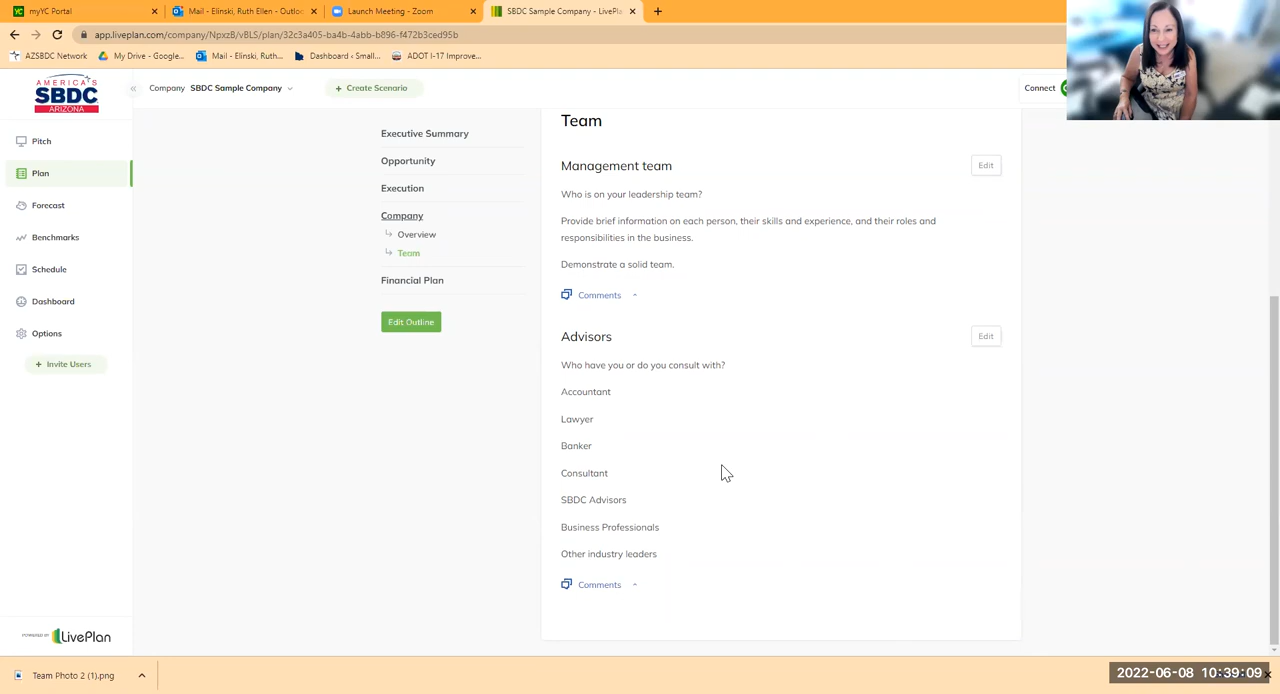 myYC Portal
Mail - Elinski, Ruth Ellen - Outloo
Launch Meeting - Zoom
SBDC Sample Company - LivePla
app.liveplan.com/company/NpxzB/vBLS/plan/32c3a405-ba4b-4abb-b896-f472b3ced95b
AZSBDC Network
My Drive - Google...
Mail - Elinski, Ruth...
Dashboard < Small...
ADOT I-17 Improve...
AMERICA'S
SBDC
ARIZONA
Company SBDC Sample Company
+ Create Scenario
Connect
Pitch
Plan
Forecast
Benchmarks
Schedule
Dashboard
Options
+ Invite Users
POWERED BY LivePlan
Executive Summary
Opportunity
Execution
Company
Overview
Team
Financial Plan
Edit Outline
Team
Management team
Edit
Who is on your leadership team?
Provide brief information on each person, their skills and experience, and their roles and
responsibilities in the business.
Demonstrate a solid team.
Comments
Advisors
Edit
Who have you or do you consult with?
Accountant
Lawyer
Banker
Consultant
SBDC Advisors
Business Professionals
Other industry leaders
Comments
Team Photo 2 (1).png
2022-06-08 10:39:09